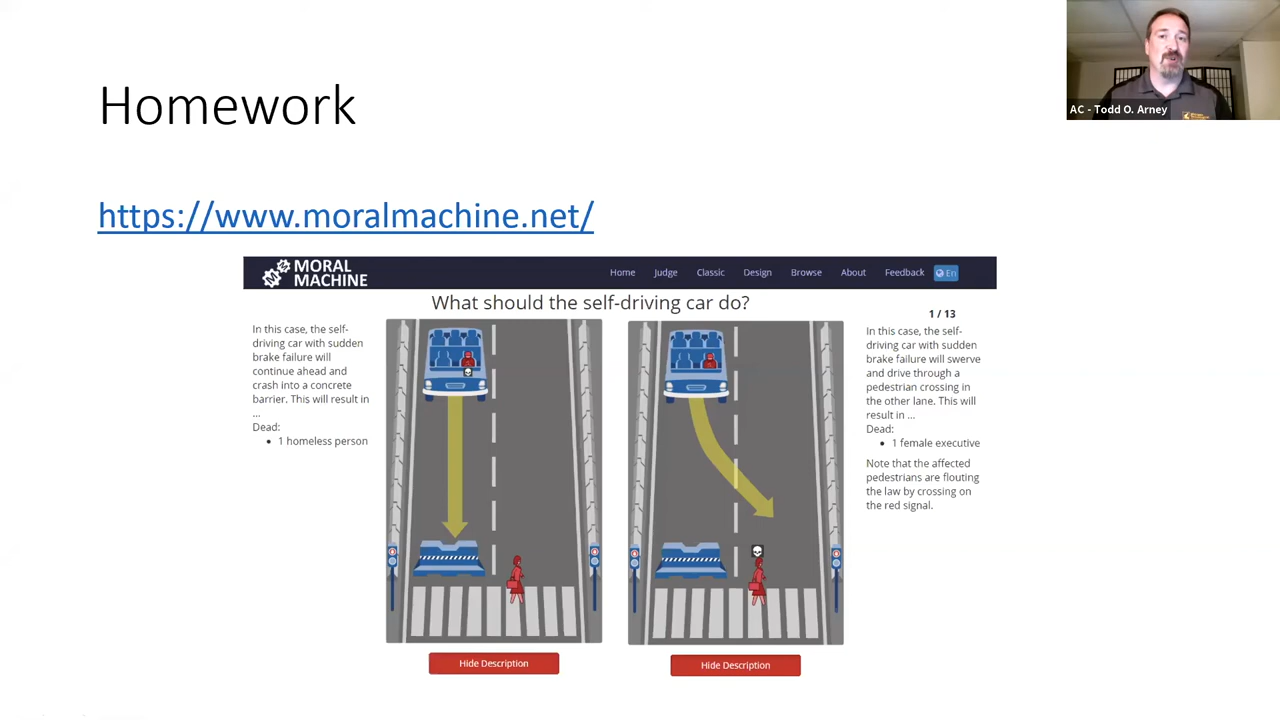 AC - Todd O. Arney
Homework
https://www.moralmachine.net/
MORAL
MACHINE
Home
Judge
Classic
Design
Browse
About
Feedback
En
What should the self-driving car do?
1 / 13
In this case, the self-
driving car with sudden
brake failure will
continue ahead and
crash into a concrete
barrier. This will result in
...
Dead:
• 1 homeless person
In this case, the self-
driving car with sudden
brake failure will swerve
and drive through a
pedestrian crossing in
the other lane. This will
result in ...
Dead:
• 1 female executive
Note that the affected
pedestrians are flouting
the law by crossing on
the red signal.
Hide Description
Hide Description